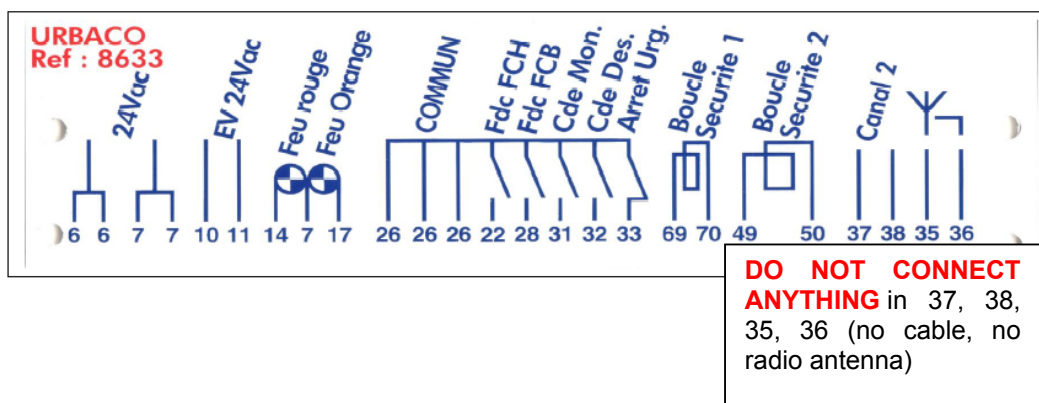 URBACO
Ref : 8633
24Vac
EV 24Vac
Feu rouge
Feu Orange
COMMUN
Fdc FCH
Fdc FCB
Cde Mon.
Cde Des.
Arret Urg.
Boucle
Securite 1
Boucle
Securite 2
Canal 2
6 6 7 7 10 11 14 7 17 26 26 26 22 28 31 32 33 69 70 49 50 37 38 35 36
DO NOT CONNECT
ANYTHING in 37, 38,
35, 36 (no cable, no
radio antenna)